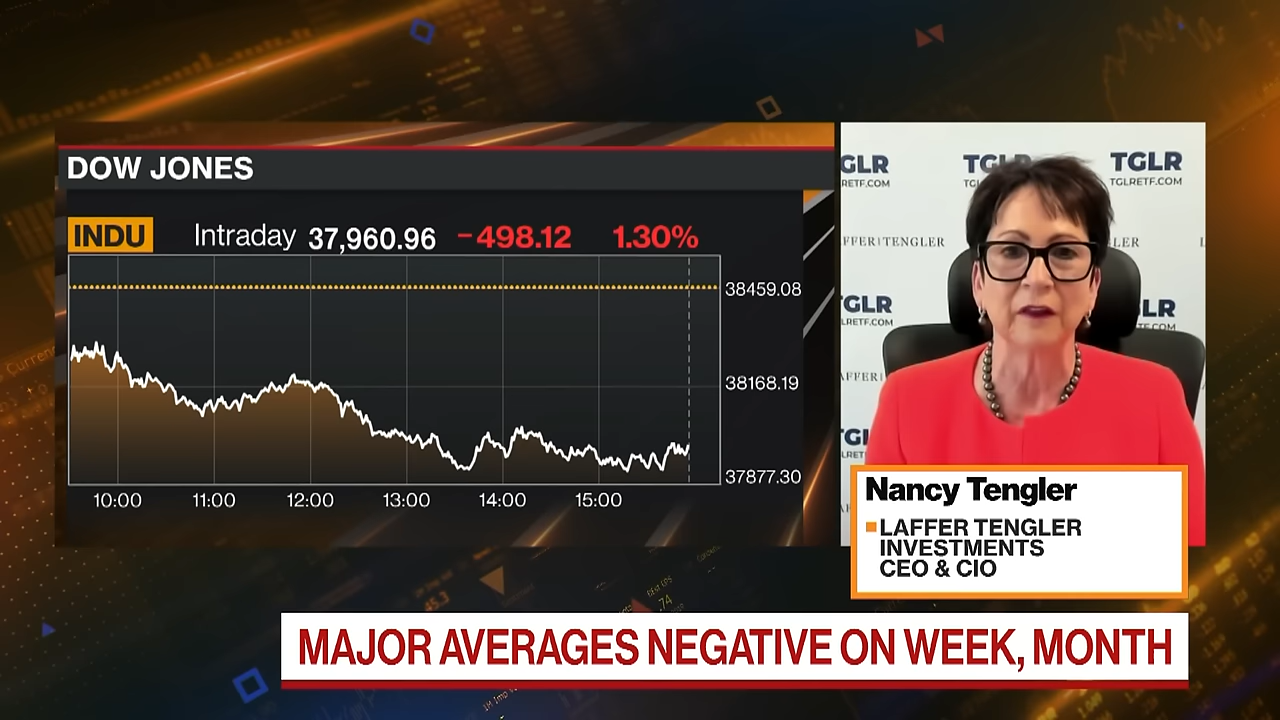 DOW JONES
INDU Intraday 37,960.96 -498.12 1.30%
38459.08
38168.19
37877.30
10:00 11:00 12:00 13:00 14:00 15:00
TGLR
TGLRETF.COM
Nancy Tengler
LAFFER TENGLER
INVESTMENTS
CEO & CIO
MAJOR AVERAGES NEGATIVE ON WEEK, MONTH